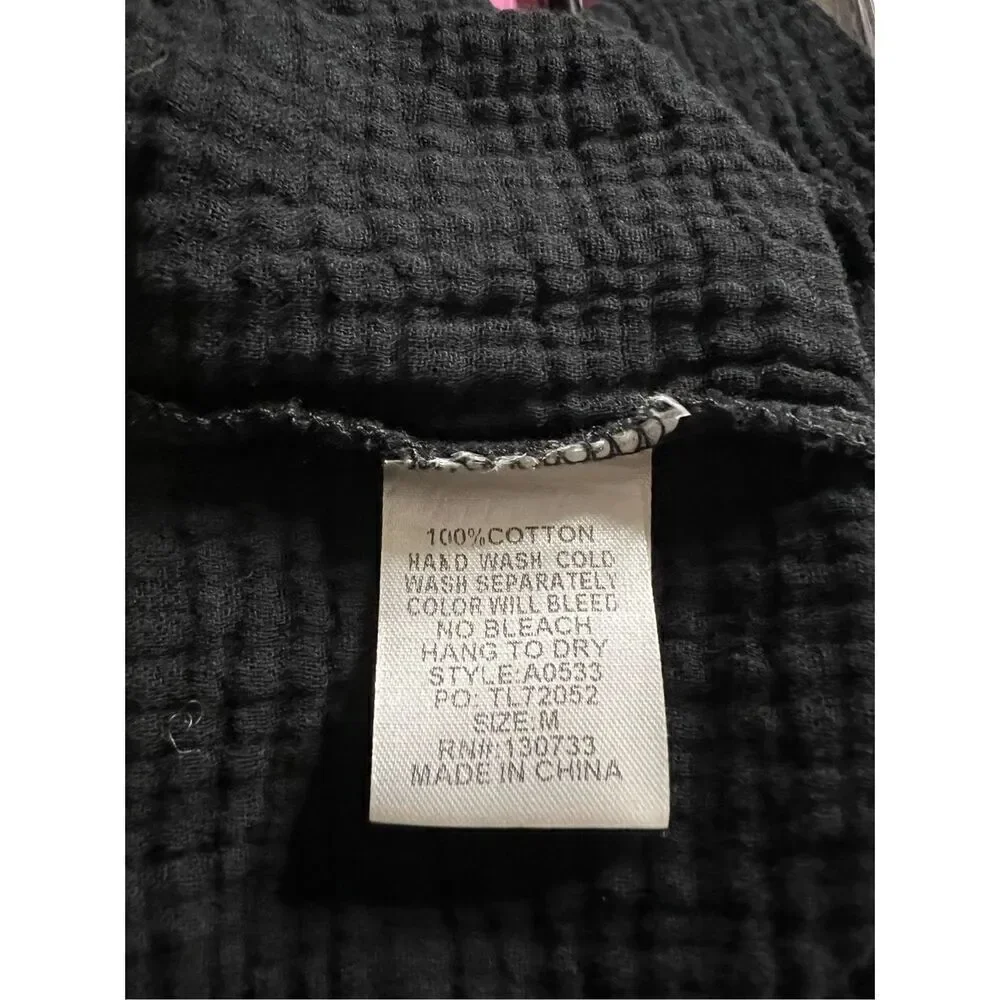 100%COTTON
HAND WASH COLD
WASH SEPARATELY
COLOR WILL BLEED
NO BLEACH
HANG TO DRY
STYLE:A0533
PO: TL72052
SIZE:M
RN#:130733
MADE IN CHINA